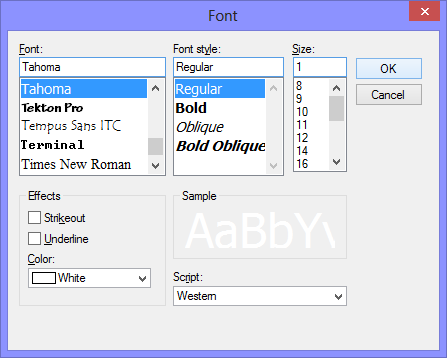 Font
Font:
Font style:
Size:
Tahoma
Regular
1
OK
Cancel
Tahoma
Tekton Pro
Tempus Sans ITC
Terminal
Times New Roman
Regular
Bold
Oblique
Bold Oblique
8
9
10
11
12
14
16
Effects
Strikeout
Underline
Color:
White
Sample
AaBbYy
Script:
Western